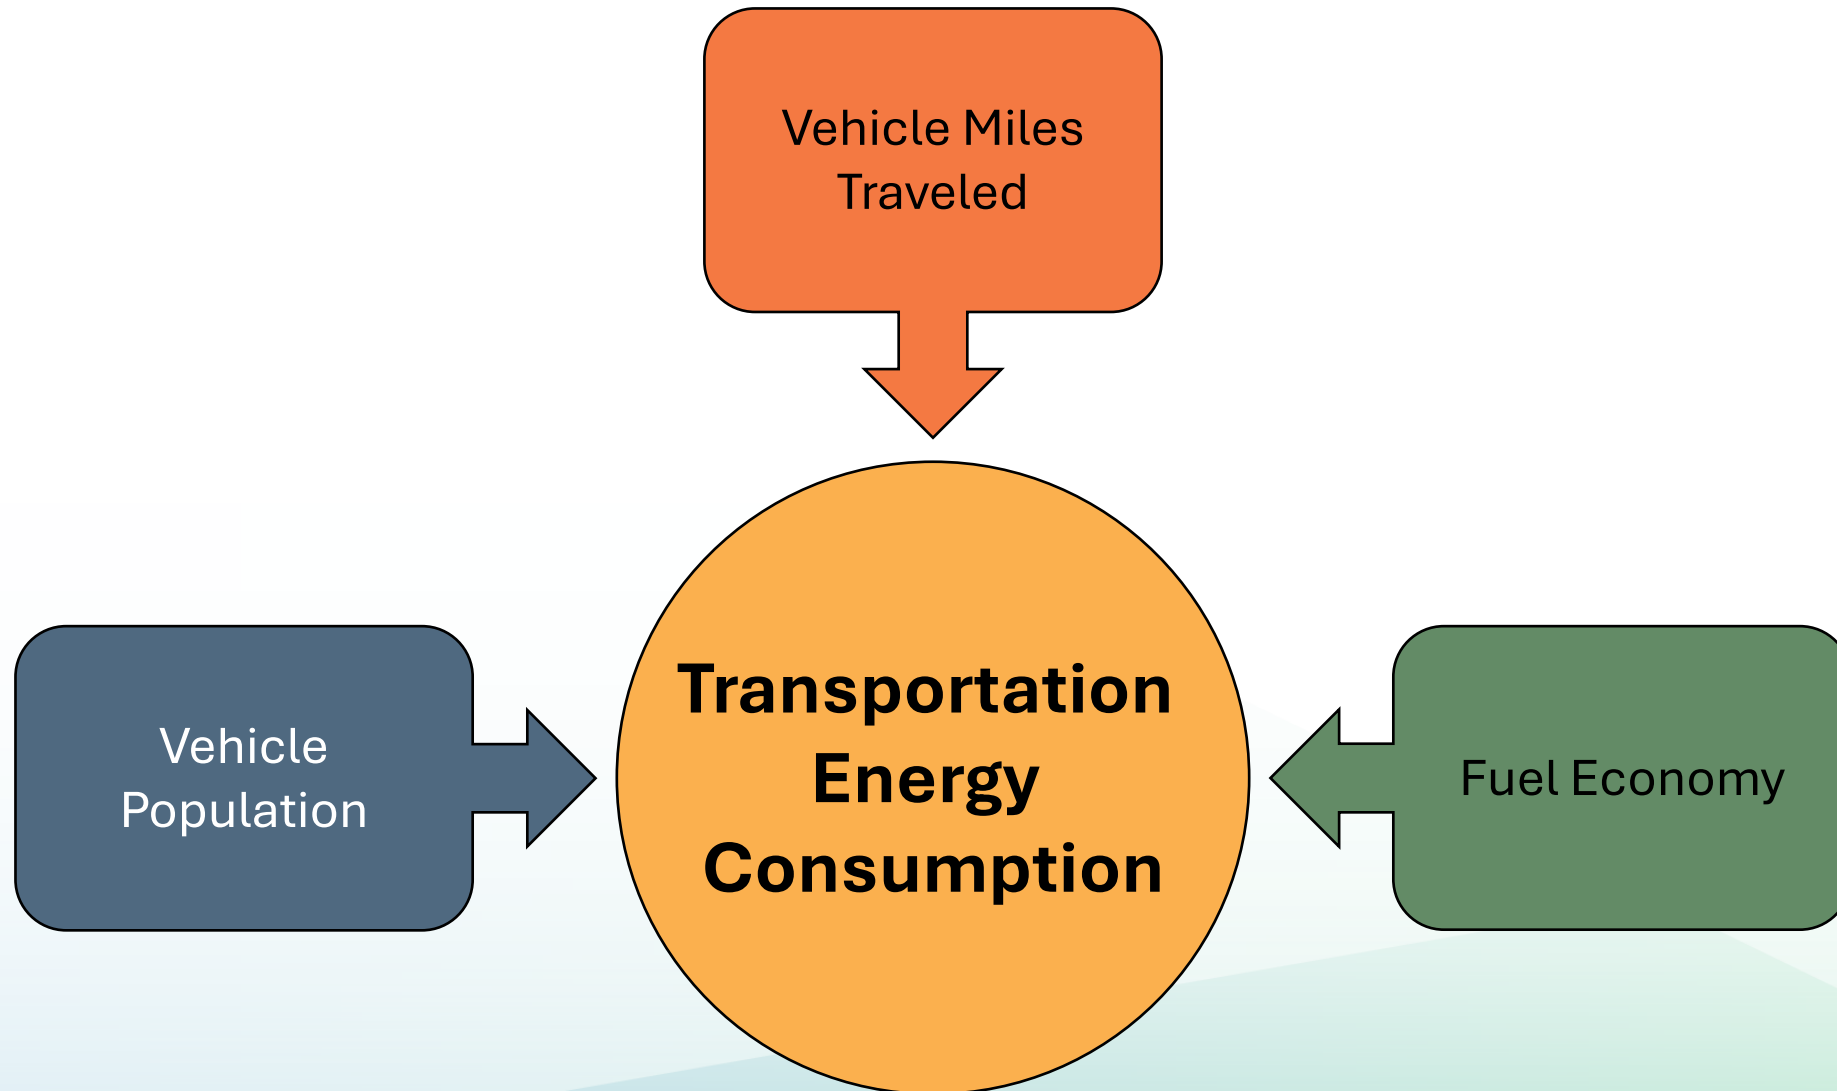 Vehicle Miles
Traveled
Vehicle
Population
Transportation
Energy
Consumption
Fuel Economy